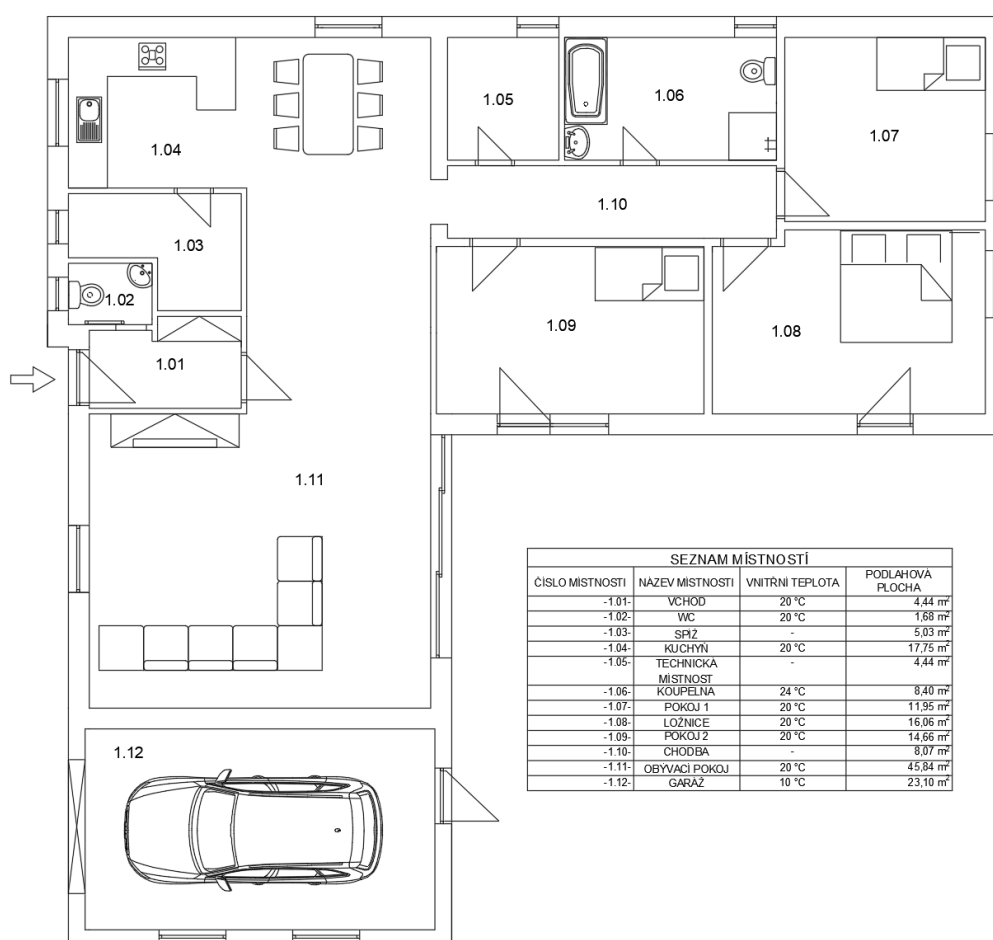 1.05
1.06
1.04
1.07
1.10
1.03
1.02
1.09
1.08
1.01
1.11
SEZNAM MÍSTNOSTÍ
ČÍSLO MÍSTNOSTI NÁZEV MÍSTNOSTI VNITŘNÍ TEPLOTA PODLAHOVÁ PLOCHA
-1.01- VCHOD 20 °C 4,44 m²
-1.02- WC 20 °C 1,68 m²
-1.03- SPÍŽ - 5,03 m²
-1.04- KUCHYŇ 20 °C 17,75 m²
-1.05- TECHNICKÁ MÍSTNOST - 4,44 m²
-1.06- KOUPELNA 24 °C 8,40 m²
-1.07- POKOJ 1 20 °C 11,95 m²
-1.08- LOŽNICE 20 °C 16,06 m²
-1.09- POKOJ 2 20 °C 14,66 m²
-1.10- CHODBA - 8,07 m²
-1.11- OBÝVACÍ POKOJ 20 °C 45,84 m²
-1.12- GARÁŽ 10 °C 23,10 m²
1.12